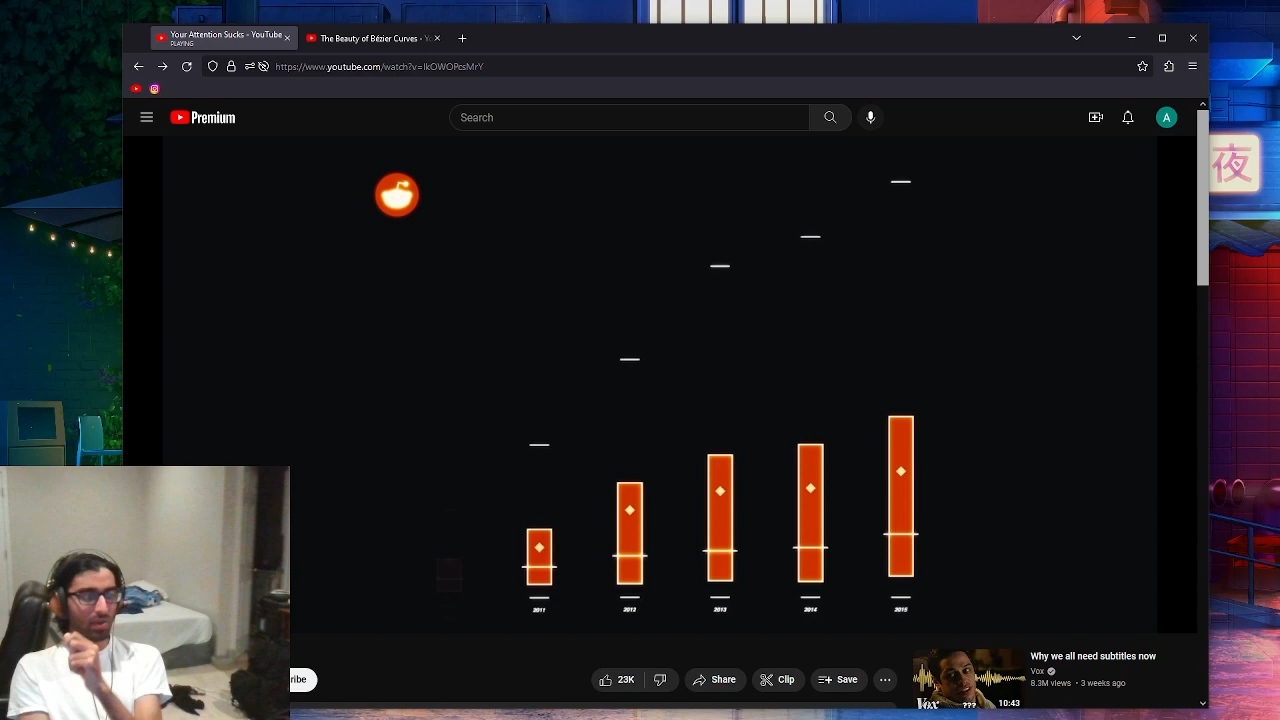 Your Attention Sucks - YouTube
PLAYING
The Beauty of Bézier Curves - Yo
https://www.youtube.com/watch?v=IkOWOPcsMrY
Premium
Search
A
夜
2011
2012
2013
2014
2015
ribe
23K
Share
Clip
Save
Why we all need subtitles now
Vox
8.3M views • 3 weeks ago
Vox
???
10:43